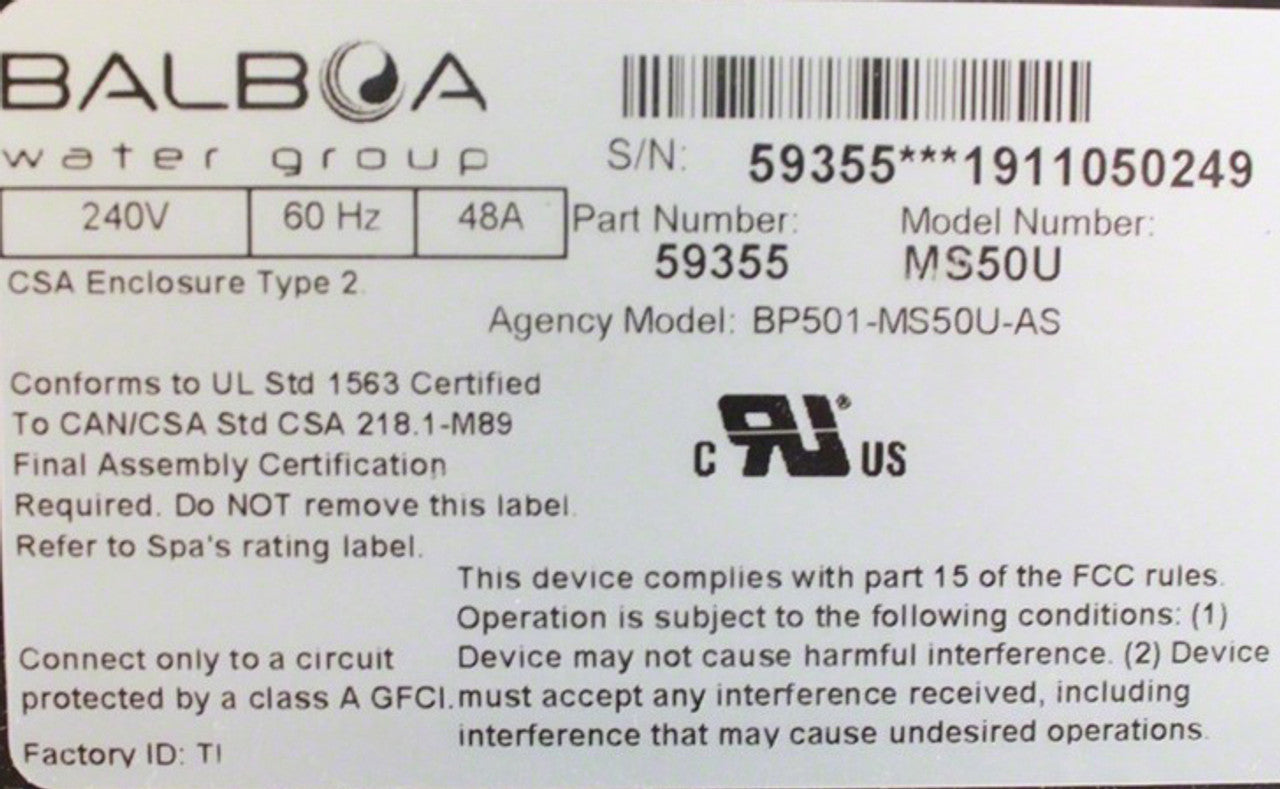 BALBOA
water group
S/N: 59355***1911050249
240V 60 Hz 48A
Part Number: Model Number:
59355 MS50U
CSA Enclosure Type 2.
Agency Model: BP501-MS50U-AS
Conforms to UL Std 1563 Certified
To CAN/CSA Std CSA 218.1-M89
Final Assembly Certification
Required. Do NOT remove this label.
Refer to Spa's rating label.
C RU® US
Connect only to a circuit
protected by a class A GFCI.
Factory ID: TI
This device complies with part 15 of the FCC rules.
Operation is subject to the following conditions: (1)
Device may not cause harmful interference. (2) Device
must accept any interference received, including
interference that may cause undesired operations.